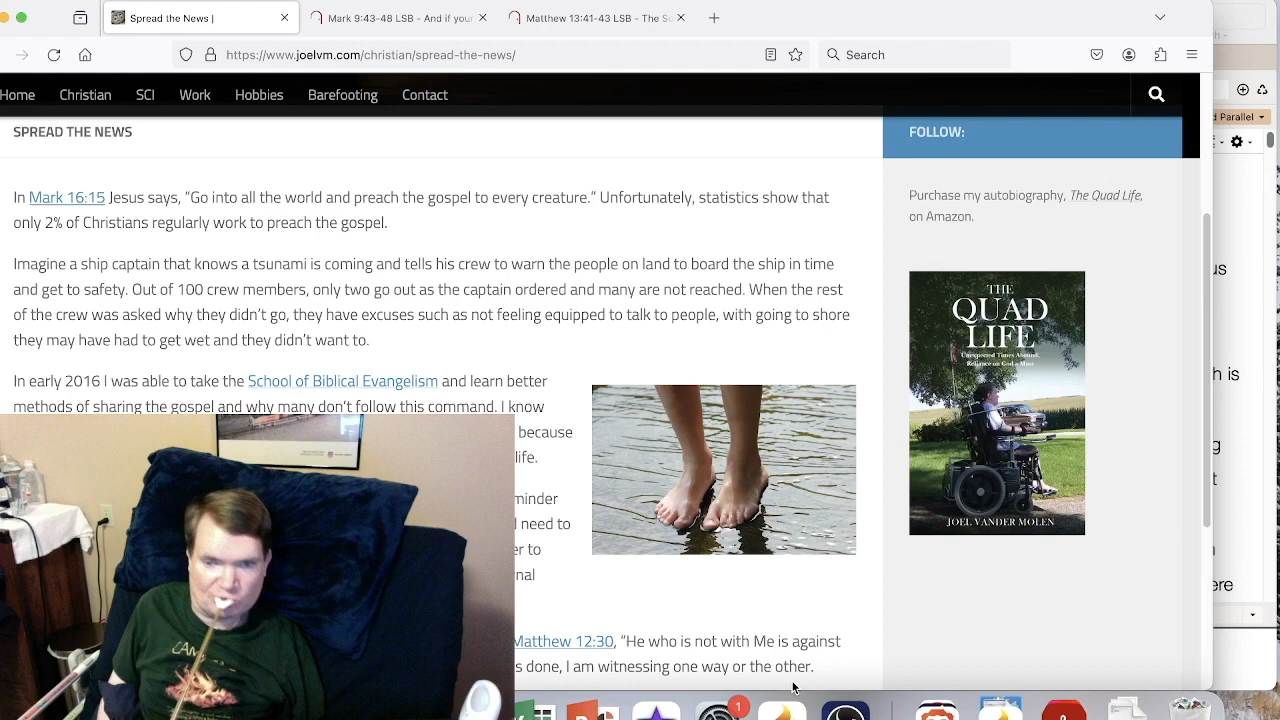 Spread the News |
Mark 9:43-48 LSB - And if your
Matthew 13:41-43 LSB - The So
https://www.joelvm.com/christian/spread-the-news/
Search
Home Christian SCI Work Hobbies Barefooting Contact
d Parallel
SPREAD THE NEWS
In Mark 16:15 Jesus says, “Go into all the world and preach the gospel to every creature.” Unfortunately, statistics show that
only 2% of Christians regularly work to preach the gospel.
Imagine a ship captain that knows a tsunami is coming and tells his crew to warn the people on land to board the ship in time
and get to safety. Out of 100 crew members, only two go out as the captain ordered and many are not reached. When the rest
of the crew was asked why they didn’t go, they have excuses such as not feeling equipped to talk to people, with going to shore
they may have had to get wet and they didn’t want to.
In early 2016 I was able to take the School of Biblical Evangelism and learn better
methods of sharing the gospel and why many don’t follow this command. I know
because
life.
minder
need to
er to
nal
Matthew 12:30, “He who is not with Me is against
s done, I am witnessing one way or the other.
FOLLOW:
Purchase my autobiography, The Quad Life,
on Amazon.
THE
QUAD
LIFE
Unexpected Times Abound,
Reliance on God a Must
JOEL VANDER MOLEN
us
h is
g
t
ere
1